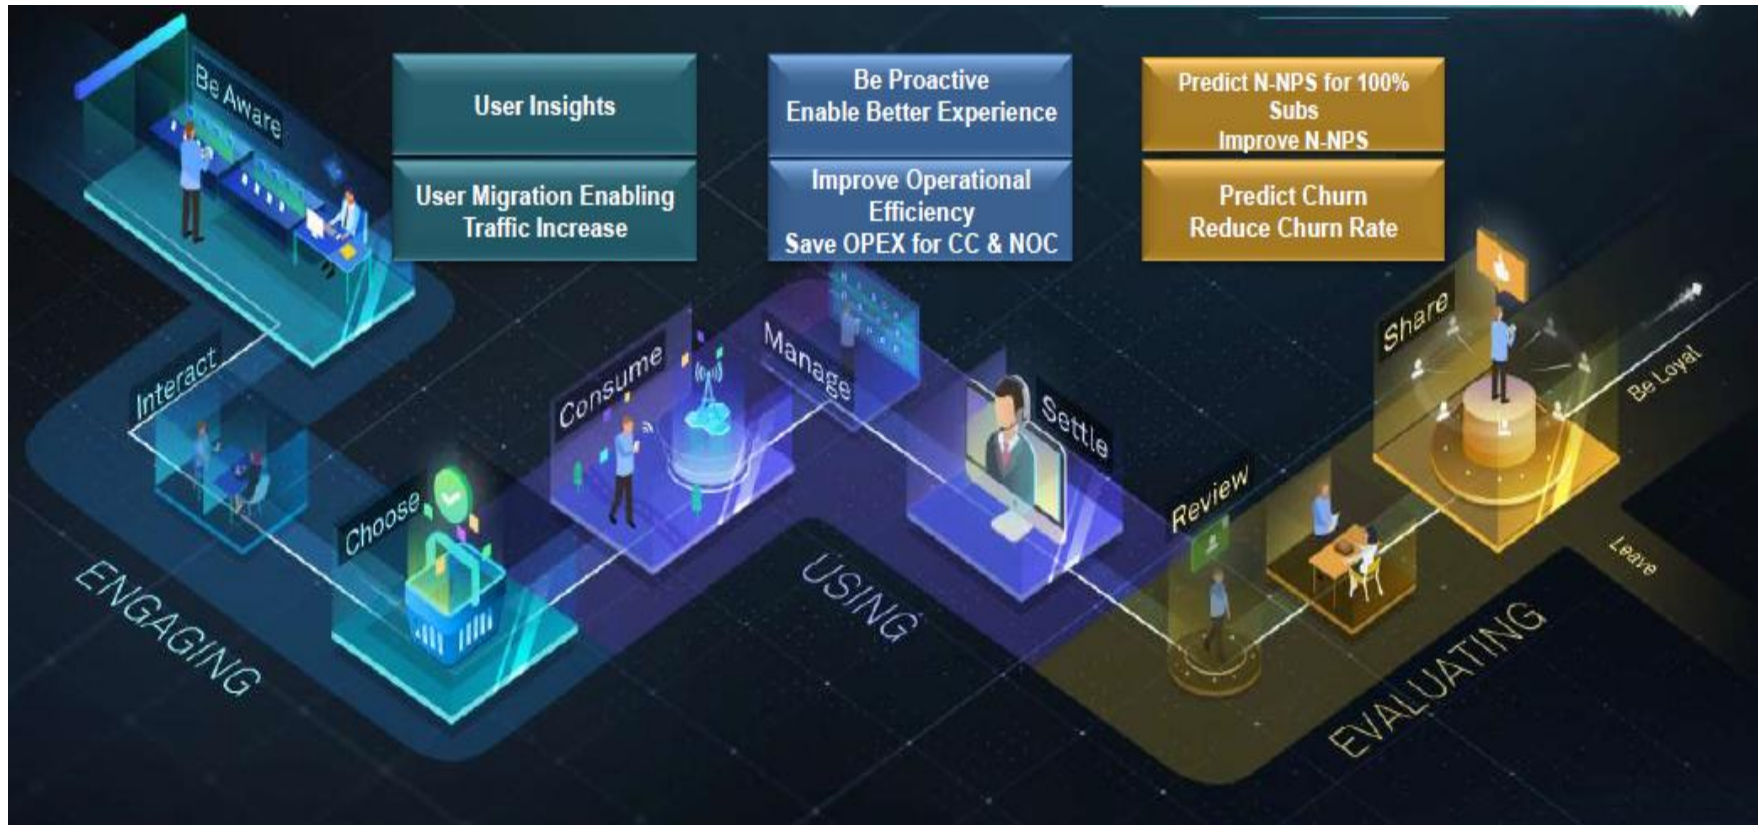 Be Aware
User Insights
User Migration Enabling
Traffic Increase
Be Proactive
Enable Better Experience
Improve Operational
Efficiency
Save OPEX for CC & NOC
Predict N-NPS for 100%
Subs
Improve N-NPS
Predict Churn
Reduce Churn Rate
Interact
Choose
Consume
Manage
Settle
Review
Share
Be Loyal
Leave
ENGAGING
USING
EVALUATING